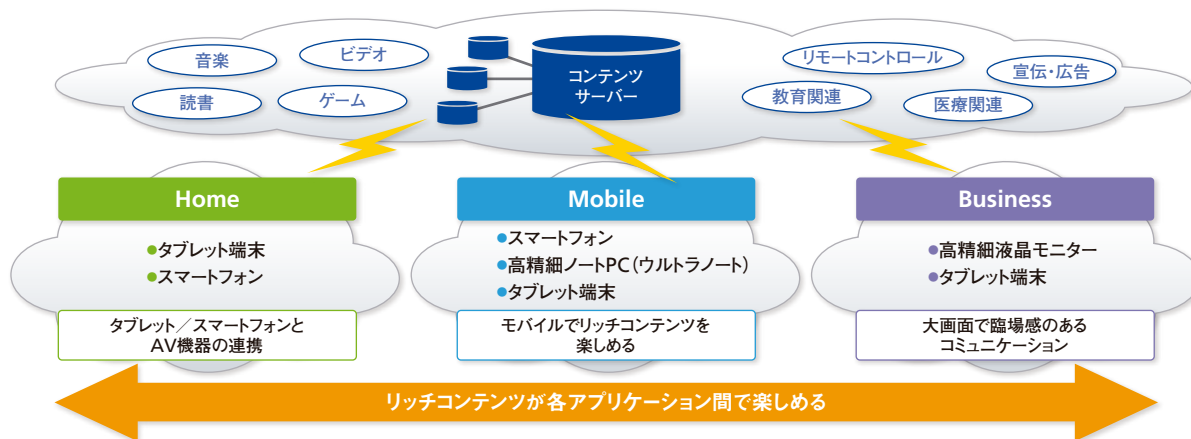 音楽
ビデオ
読書
ゲーム
コンテンツ
サーバー
リモートコントロール
宣伝・広告
教育関連
医療関連
Home
●タブレット端末
●スマートフォン
タブレット／スマートフォンと
AV機器の連携
Mobile
●スマートフォン
●高精細ノートPC（ウルトラノート）
●タブレット端末
モバイルでリッチコンテンツを
楽しめる
Business
●高精細液晶モニター
●タブレット端末
大画面で臨場感のある
コミュニケーション
リッチコンテンツが各アプリケーション間で楽しめる